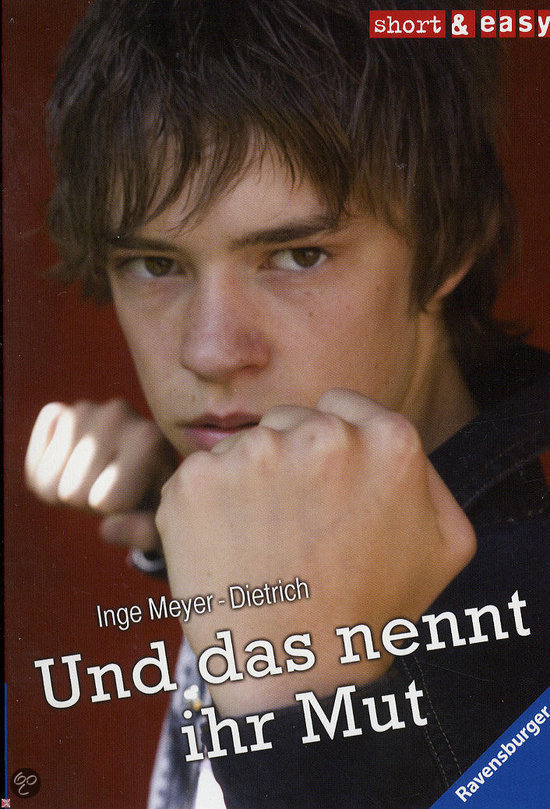 short & easy
Inge Meyer - Dietrich
Und das nennt
ihr Mut
Ravensburger